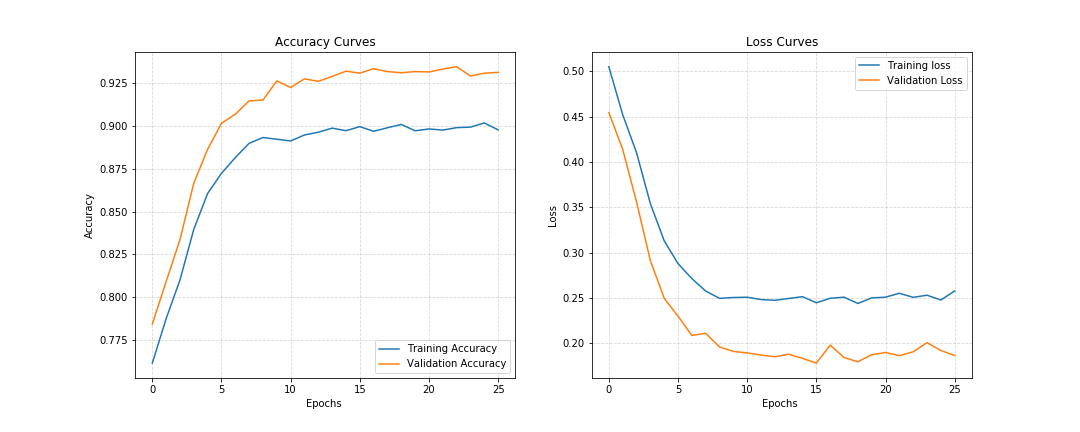 Accuracy Curves
0.925
0.900
0.875
0.850
0.825
0.800
0.775
Accuracy
Training Accuracy
Validation Accuracy
0 5 10 15 20 25
Epochs
Loss Curves
Training loss
Validation Loss
0.50
0.45
0.40
0.35
0.30
0.25
0.20
Loss
0 5 10 15 20 25
Epochs